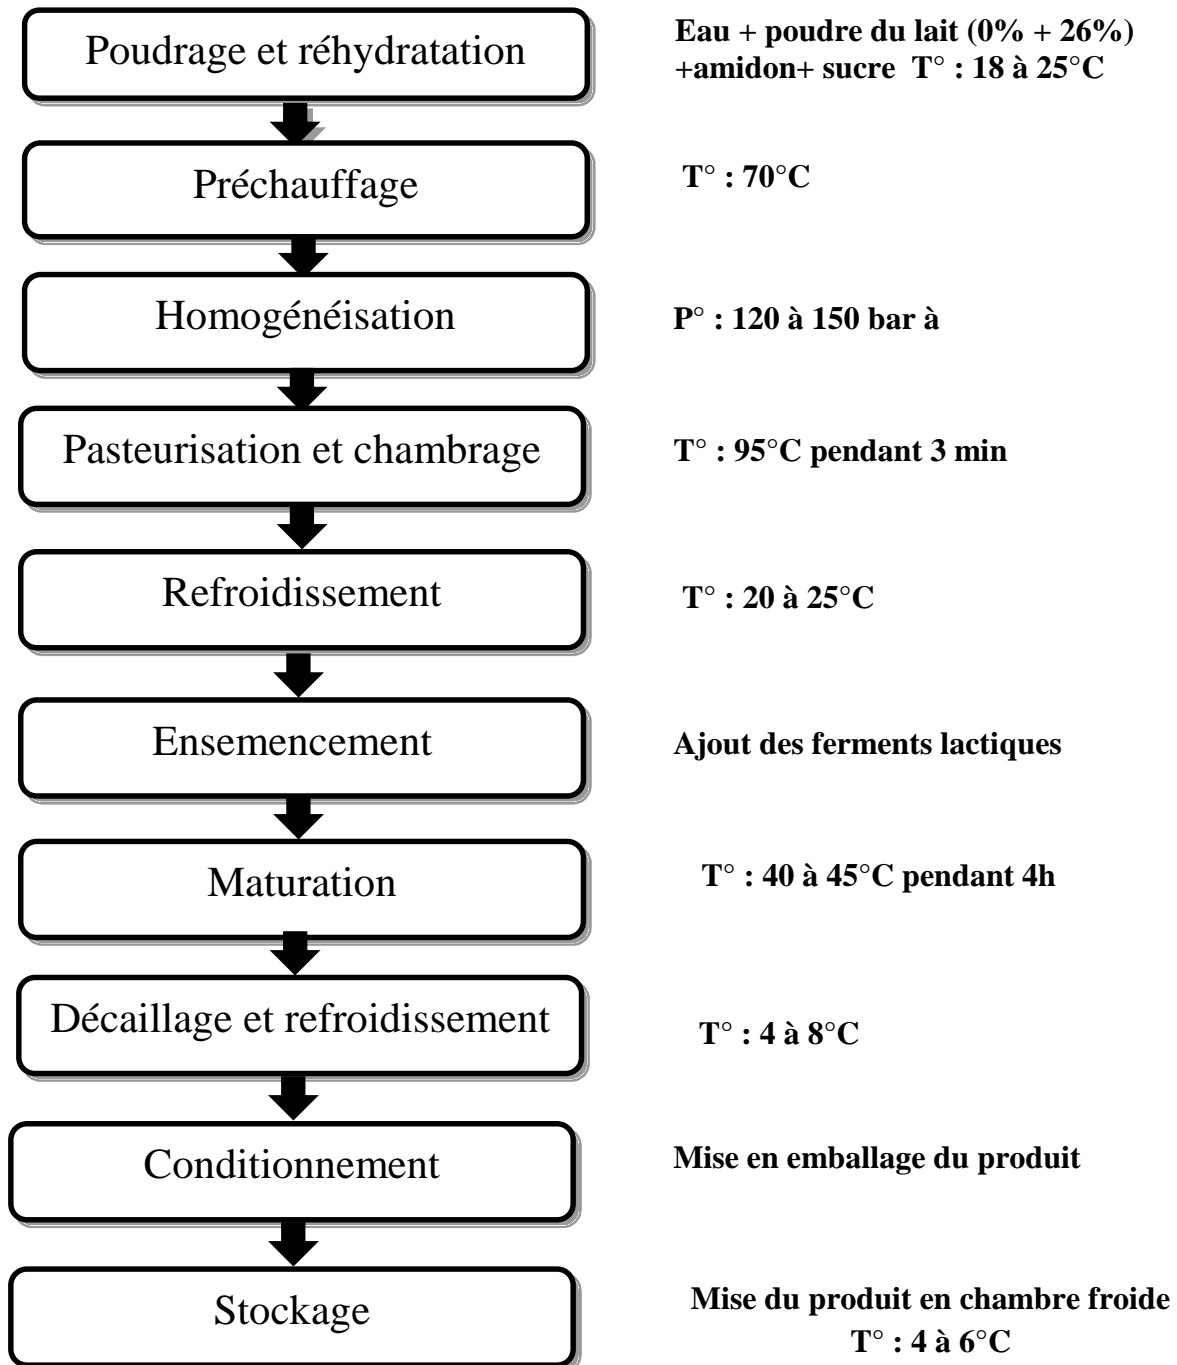 Poudrage et réhydratation
Eau + poudre du lait (0% + 26%)
+amidon+ sucre T° : 18 à 25°C
Préchauffage
T° : 70°C
Homogénéisation
P° : 120 à 150 bar à
Pasteurisation et chambrage
T° : 95°C pendant 3 min
Refroidissement
T° : 20 à 25°C
Ensemencement
Ajout des ferments lactiques
Maturation
T° : 40 à 45°C pendant 4h
Décaillage et refroidissement
T° : 4 à 8°C
Conditionnement
Mise en emballage du produit
Stockage
Mise du produit en chambre froide
T° : 4 à 6°C